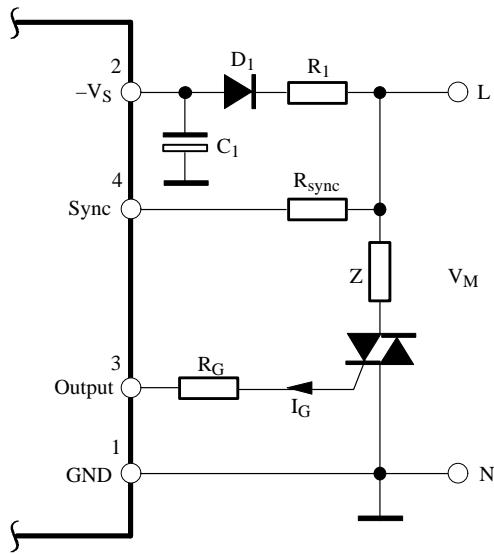 2
–VS
D1
R1
L
C1
4
Sync
Rsync
Z
VM
3
Output
RG
IG
1
GND
N